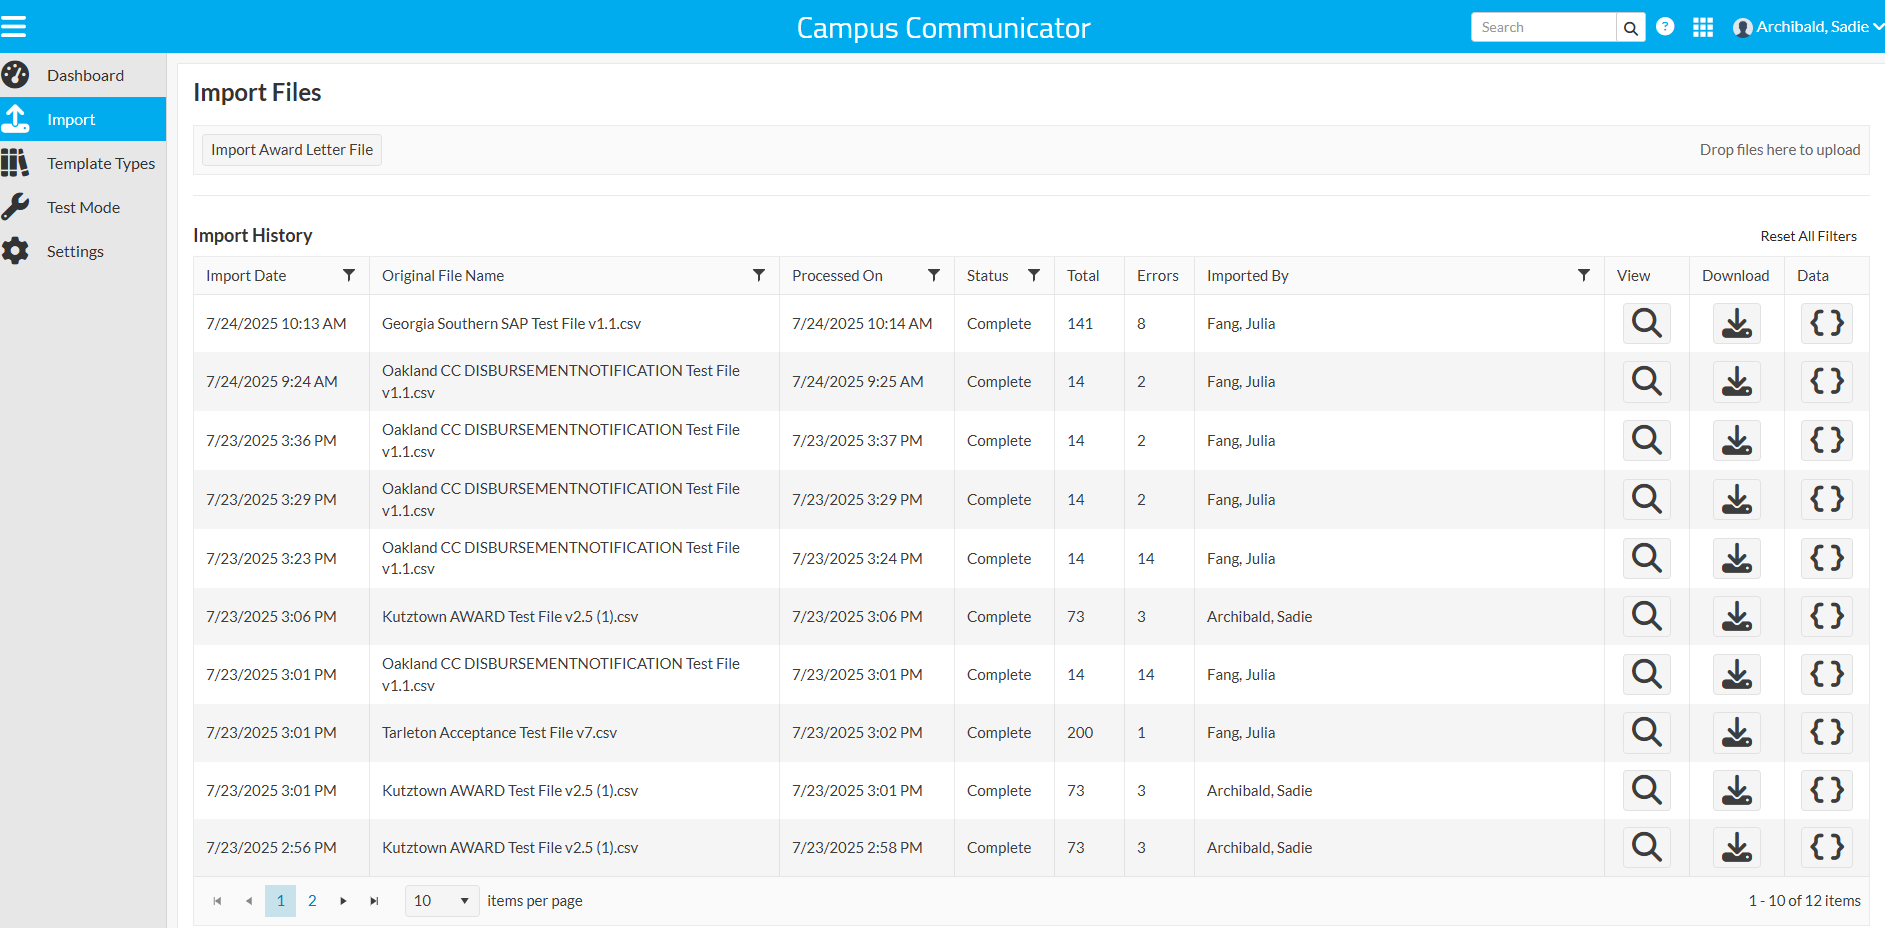 Campus Communicator
Search
?
Archibald, Sadie
Dashboard
Import
Template Types
Test Mode
Settings
Import Files
Import Award Letter File
Drop files here to upload
Import History
Reset All Filters
Import Date Original File Name Processed On Status Total Errors Imported By View Download Data
7/24/2025 10:13 AM Georgia Southern SAP Test File v1.1.csv 7/24/2025 10:14 AM Complete 141 8 Fang, Julia { }
7/24/2025 9:24 AM Oakland CC DISBURSEMENTNOTIFICATION Test File 7/24/2025 9:25 AM Complete 14 2 Fang, Julia { }
v1.1.csv
7/23/2025 3:36 PM Oakland CC DISBURSEMENTNOTIFICATION Test File 7/23/2025 3:37 PM Complete 14 2 Fang, Julia { }
v1.1.csv
7/23/2025 3:29 PM Oakland CC DISBURSEMENTNOTIFICATION Test File 7/23/2025 3:29 PM Complete 14 2 Fang, Julia { }
v1.1.csv
7/23/2025 3:23 PM Oakland CC DISBURSEMENTNOTIFICATION Test File 7/23/2025 3:24 PM Complete 14 14 Fang, Julia { }
v1.1.csv
7/23/2025 3:06 PM Kutztown AWARD Test File v2.5 (1).csv 7/23/2025 3:06 PM Complete 73 3 Archibald, Sadie { }
7/23/2025 3:01 PM Oakland CC DISBURSEMENTNOTIFICATION Test File 7/23/2025 3:01 PM Complete 14 14 Fang, Julia { }
v1.1.csv
7/23/2025 3:01 PM Tarleton Acceptance Test File v7.csv 7/23/2025 3:02 PM Complete 200 1 Fang, Julia { }
7/23/2025 3:01 PM Kutztown AWARD Test File v2.5 (1).csv 7/23/2025 3:01 PM Complete 73 3 Archibald, Sadie { }
7/23/2025 2:56 PM Kutztown AWARD Test File v2.5 (1).csv 7/23/2025 2:58 PM Complete 73 3 Archibald, Sadie { }
1 2 10 items per page 1 - 10 of 12 items